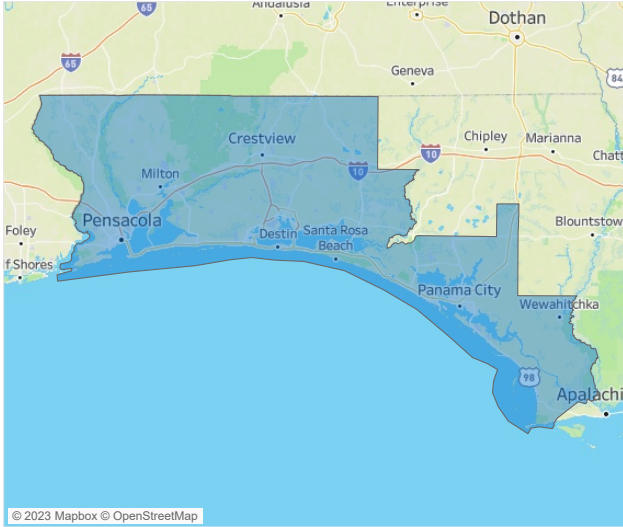 Andalusia
Enterprise
65
Dothan
65
Geneva
84
Crestview
Chipley
Marianna
10
Chatt
10
Milton
Pensacola
Foley
Destin
Santa Rosa
Beach
Blountstow
f Shores
Panama City
Wewahitchka
98
Apalachi
© 2023 Mapbox © OpenStreetMap